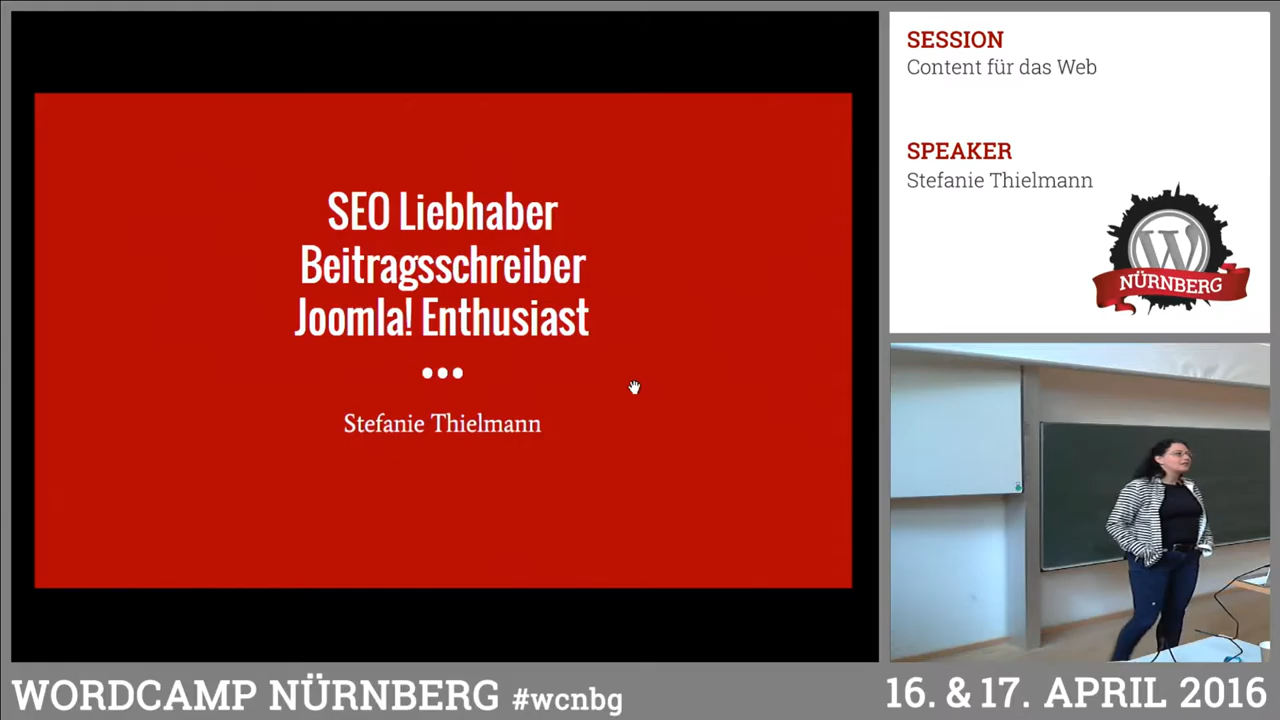 SEO Liebhaber
Beitragsschreiber
Joomla! Enthusiast
Stefanie Thielmann
SESSION
Content für das Web
SPEAKER
Stefanie Thielmann
W
NÜRNBERG
WORDCAMP NÜRNBERG #wcnbg
16. & 17. APRIL 2016